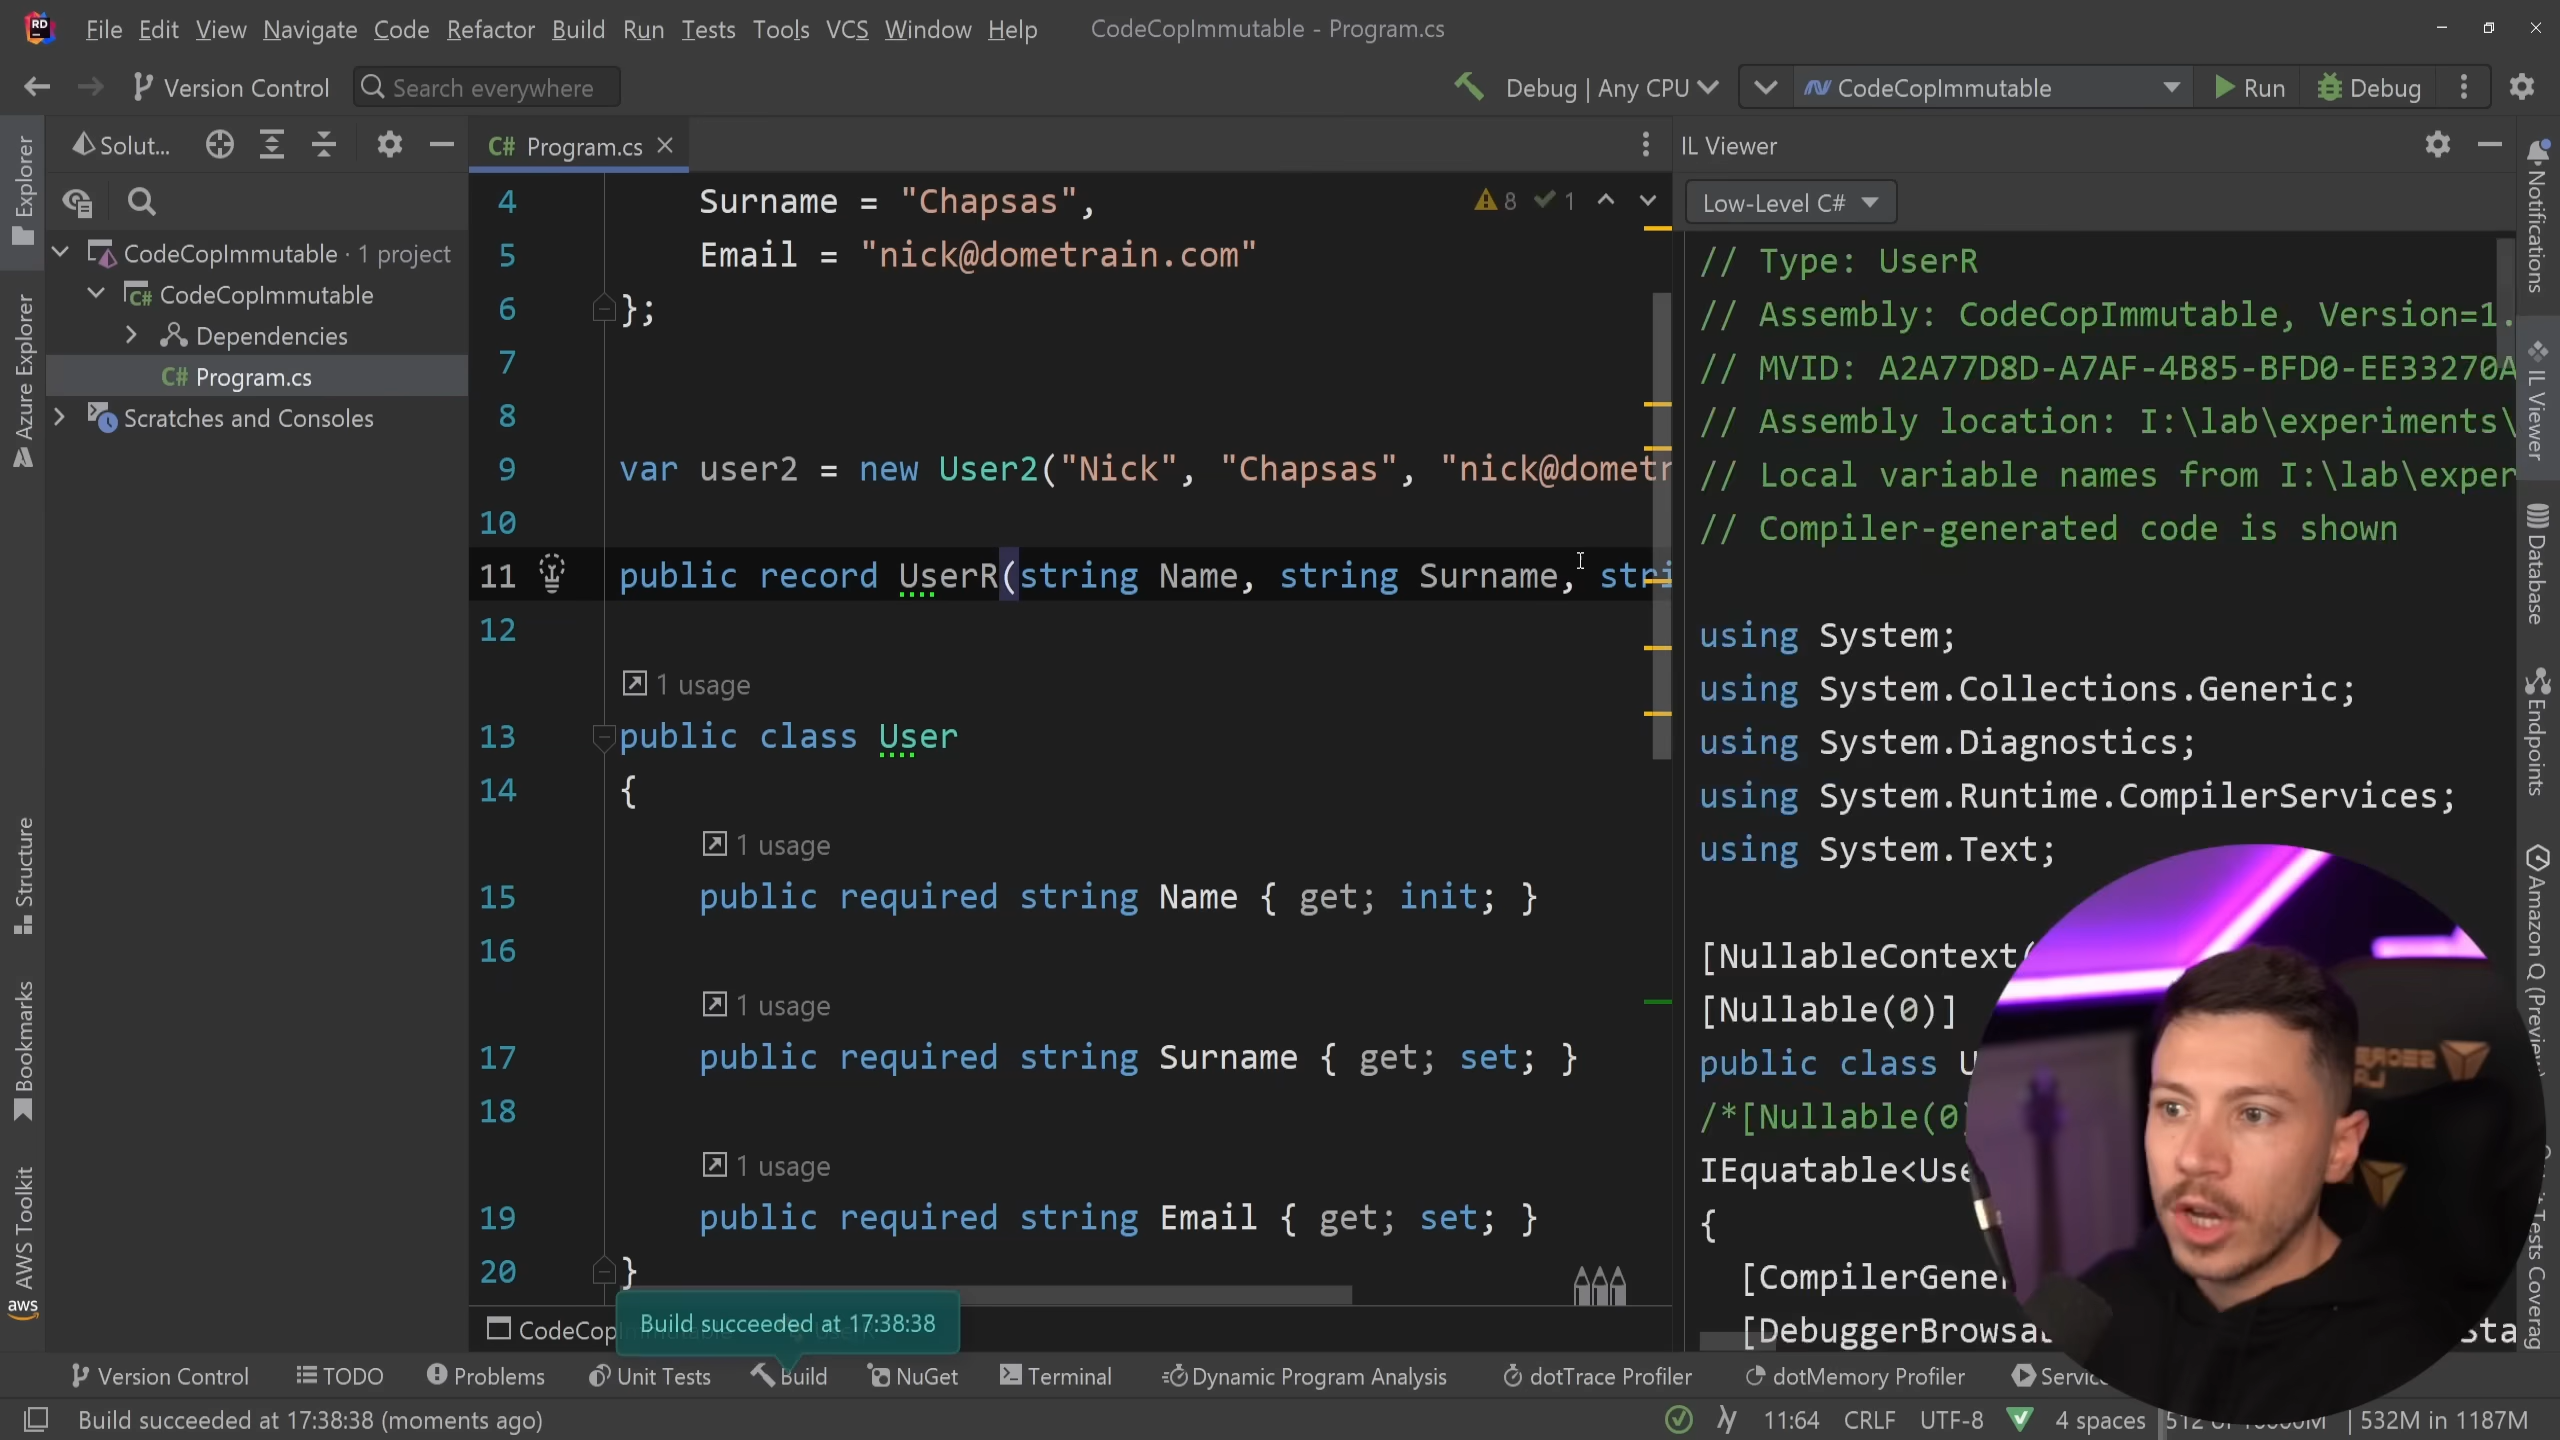 File Edit View Navigate Code Refactor Build Run Tests Tools VCS Window Help CodeCopImmutable - Program.cs
Version Control Search everywhere Debug | Any CPU CodeCopImmutable Run Debug
Solut... Program.cs IL Viewer
Low-Level C#
Explorer
Azure Explorer
Structure
Bookmarks
AWS Toolkit
aws
CodeCopImmutable · 1 project
C# CodeCopImmutable
Dependencies
C# Program.cs
Scratches and Consoles
8 1
4 Surname = "Chapsas",
5 Email = "nick@dometrain.com"
6 };
7
8
9 var user2 = new User2("Nick", "Chapsas", "nick@dometr
10
11 public record UserR(string Name, string Surname, stri
12
1 usage
13 public class User
14 {
1 usage
15 public required string Name { get; init; }
16
1 usage
17 public required string Surname { get; set; }
18
1 usage
19 public required string Email { get; set; }
20 }
// Type: UserR
// Assembly: CodeCopImmutable, Version=1.
// MVID: A2A77D8D-A7AF-4B85-BFD0-EE33270A
// Assembly location: I:\lab\experiments\
// Local variable names from I:\lab\exper
// Compiler-generated code is shown
using System;
using System.Collections.Generic;
using System.Diagnostics;
using System.Runtime.CompilerServices;
using System.Text;
[NullableContext(
[Nullable(0)]
public class U
/*[Nullable(0)
IEquatable<Use
{
[CompilerGener
[DebuggerBrowsa Sta
Notifications
IL Viewer
Database
Endpoints
Amazon Q (Preview)
Tests Coverag
CodeCop
Build succeeded at 17:38:38
Version Control TODO Problems Unit Tests Build NuGet Terminal Dynamic Program Analysis dotTrace Profiler dotMemory Profiler Servic
Build succeeded at 17:38:38 (moments ago) 11:64 CRLF UTF-8 4 spaces 532M in 1187M